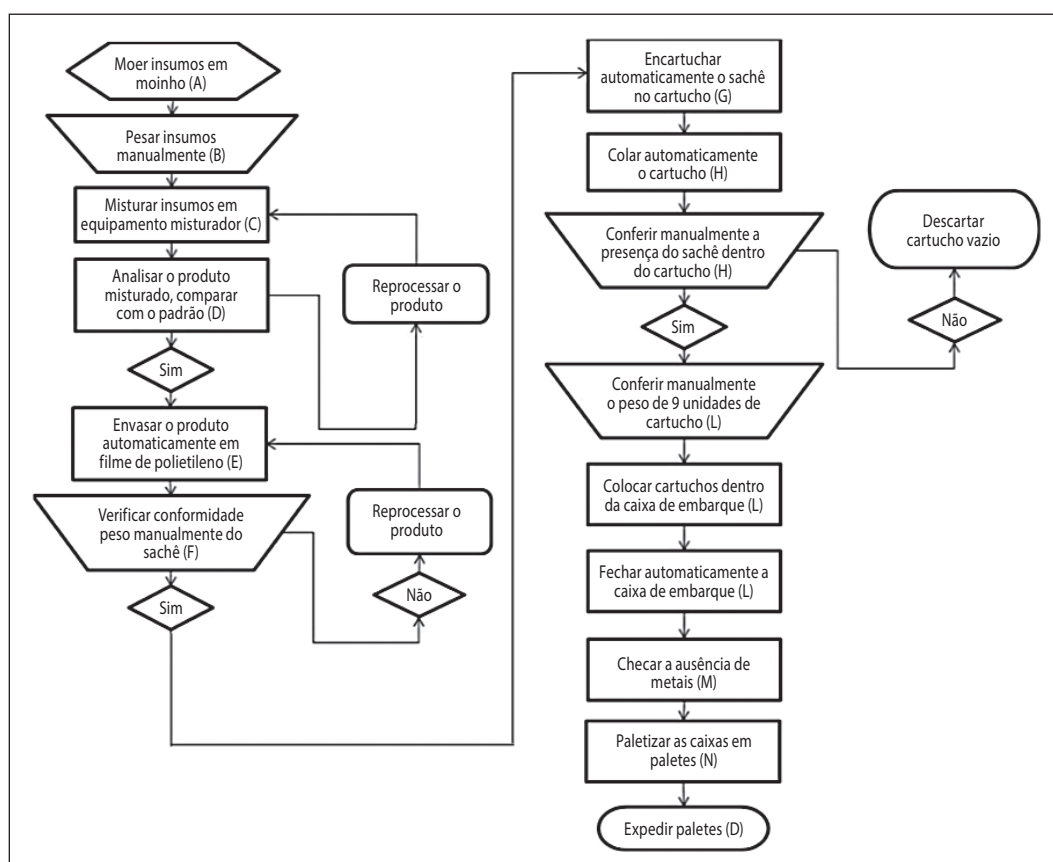 Moer insumos em
moinho (A)
Pesar insumos
manualmente (B)
Misturar insumos em
equipamento misturador (C)
Analisar o produto
misturado, comparar
com o padrão (D)
Reprocessar o
produto
Sim
Envasar o produto
automaticamente em
filme de polietileno (E)
Verificar conformidade
peso manualmente do
sachê (F)
Reprocessar o
produto
Não
Sim
Encartuchar
automaticamente o sachê
no cartucho (G)
Colar automaticamente
o cartucho (H)
Conferir manualmente a
presença do sachê dentro
do cartucho (H)
Descartar
cartucho vazio
Não
Sim
Conferir manualmente
o peso de 9 unidades de
cartucho (L)
Colocar cartuchos dentro
da caixa de embarque (L)
Fechar automaticamente a
caixa de embarque (L)
Checar a ausência de
metais (M)
Paletizar as caixas em
paletes (N)
Expedir paletes (D)